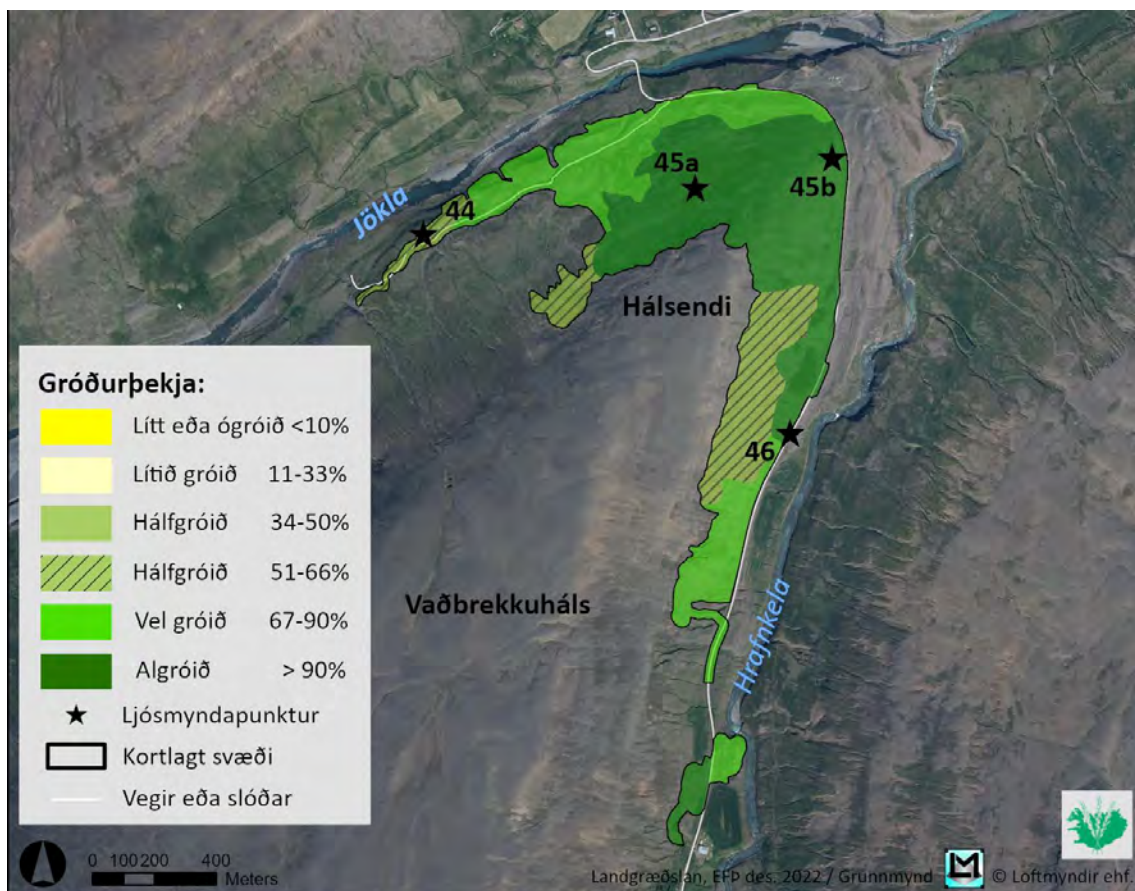 44
45a
45b
Jökla
Hálsendi
46
Vaðbrekkuháls
Hrafnkela
Gróðurþekja:
Lítt eða ógróið <10%
Lítið gróið 11-33%
Hálfgróið 34-50%
Hálfgróið 51-66%
Vel gróið 67-90%
Algróið > 90%
Ljósmyndapunktur
Kortlagt svæði
Vegir eða slóðar
0 100 200 400
Meters
Landgræðslan, EFÞ des. 2022 / Grunnmynd © Loftmyndir ehf.